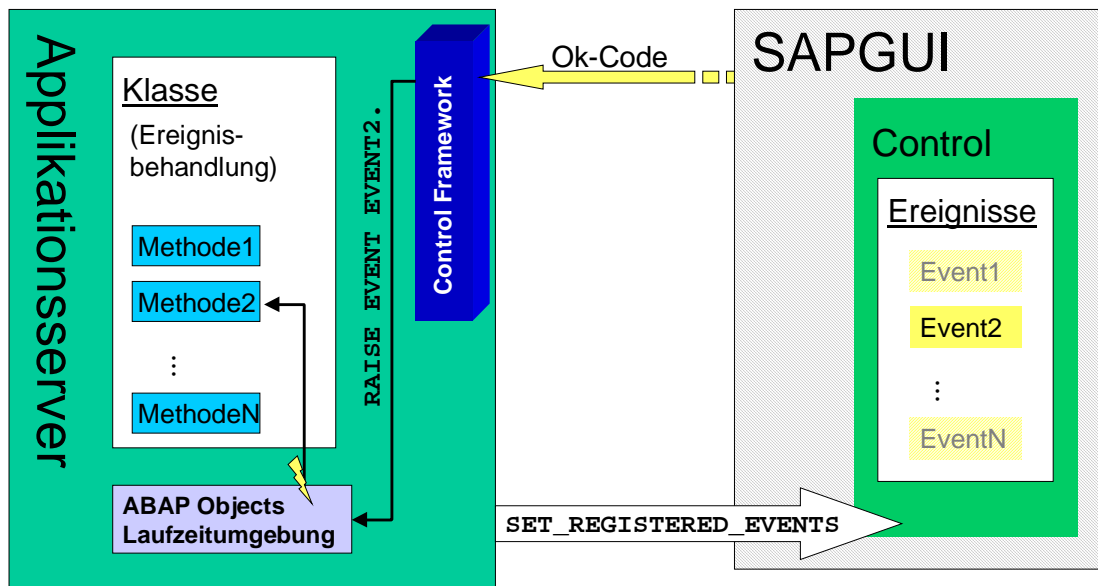 Applikationsserver
Klasse
(Ereignis-
behandlung)
Methode1
Methode2
⋮
MethodeN
RAISE EVENT EVENT2.
Control Framework
ABAP Objects
Laufzeitumgebung
Ok-Code
SET_REGISTERED_EVENTS
SAPGUI
Control
Ereignisse
Event1
Event2
⋮
EventN